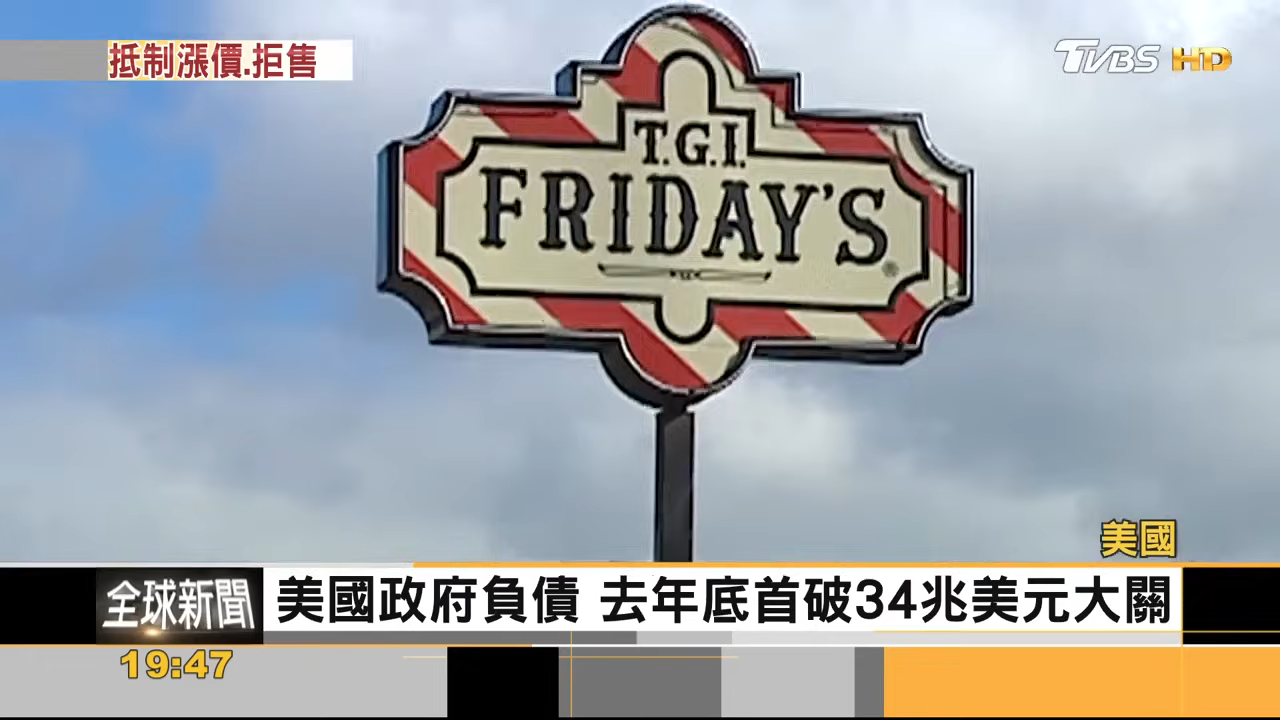 抵制漲價.拒售
TVBS HD
T.G.I.
FRIDAY'S
美國
全球新聞
美國政府負債 去年底首破34兆美元大關
19:47